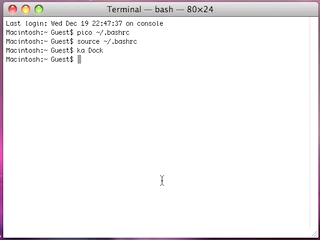 Terminal — bash — 80×24
Last login: Wed Dec 19 22:47:37 on console
Macintosh:~ Guest$ pico ~/.bashrc
Macintosh:~ Guest$ source ~/.bashrc
Macintosh:~ Guest$ ka Dock
Macintosh:~ Guest$